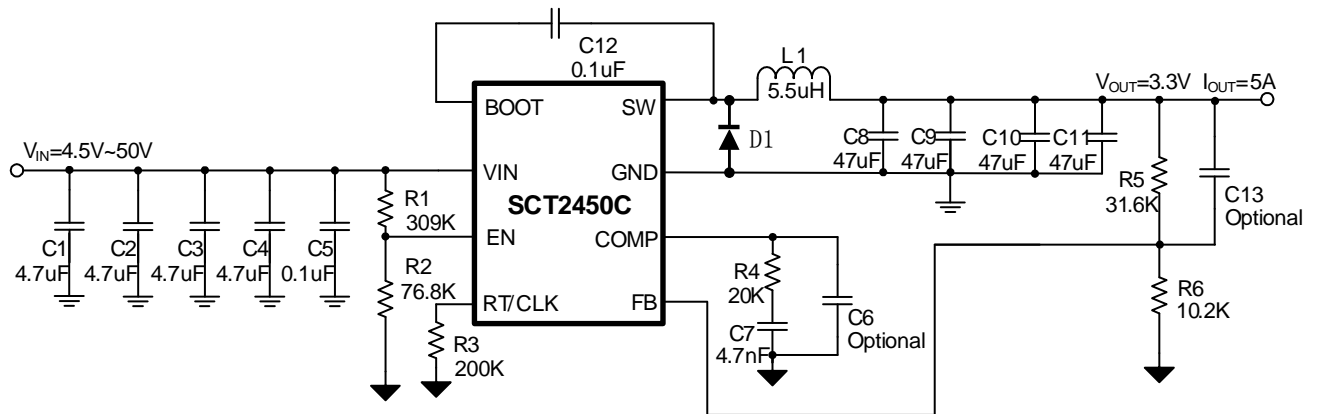 C12
0.1uF
L1
5.5uH
VOUT=3.3V IOUT=5A
BOOT
SW
D1
C8
47uF
C9
47uF
C10
47uF
C11
47uF
VIN=4.5V~50V
VIN
GND
SCT2450C
R1
309K
R5
31.6K
C13
Optional
EN
COMP
C1
4.7uF
C2
4.7uF
C3
4.7uF
C4
4.7uF
C5
0.1uF
R2
76.8K
R4
20K
RT/CLK
FB
R6
10.2K
R3
200K
C7
4.7nF
C6
Optional